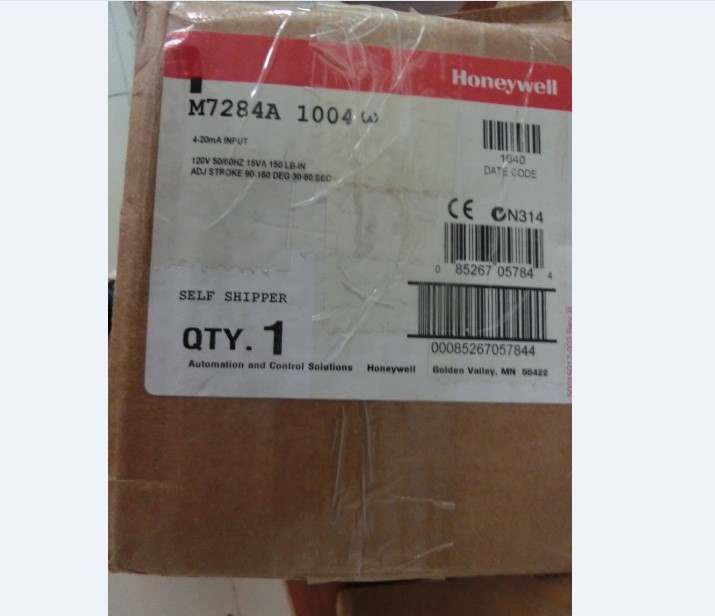 Honeywell
M7284A 1004
4-20mA INPUT
120V 50/60HZ 15VA 150 LB-IN
ADJ STROKE 90-160 DEG 30-60 SEC
1640
DATE CODE
CE N314
0 85267 05784 4
SELF SHIPPER
QTY. 1
00085267057844
Automation and Control Solutions Honeywell Golden Valley, MN 55422